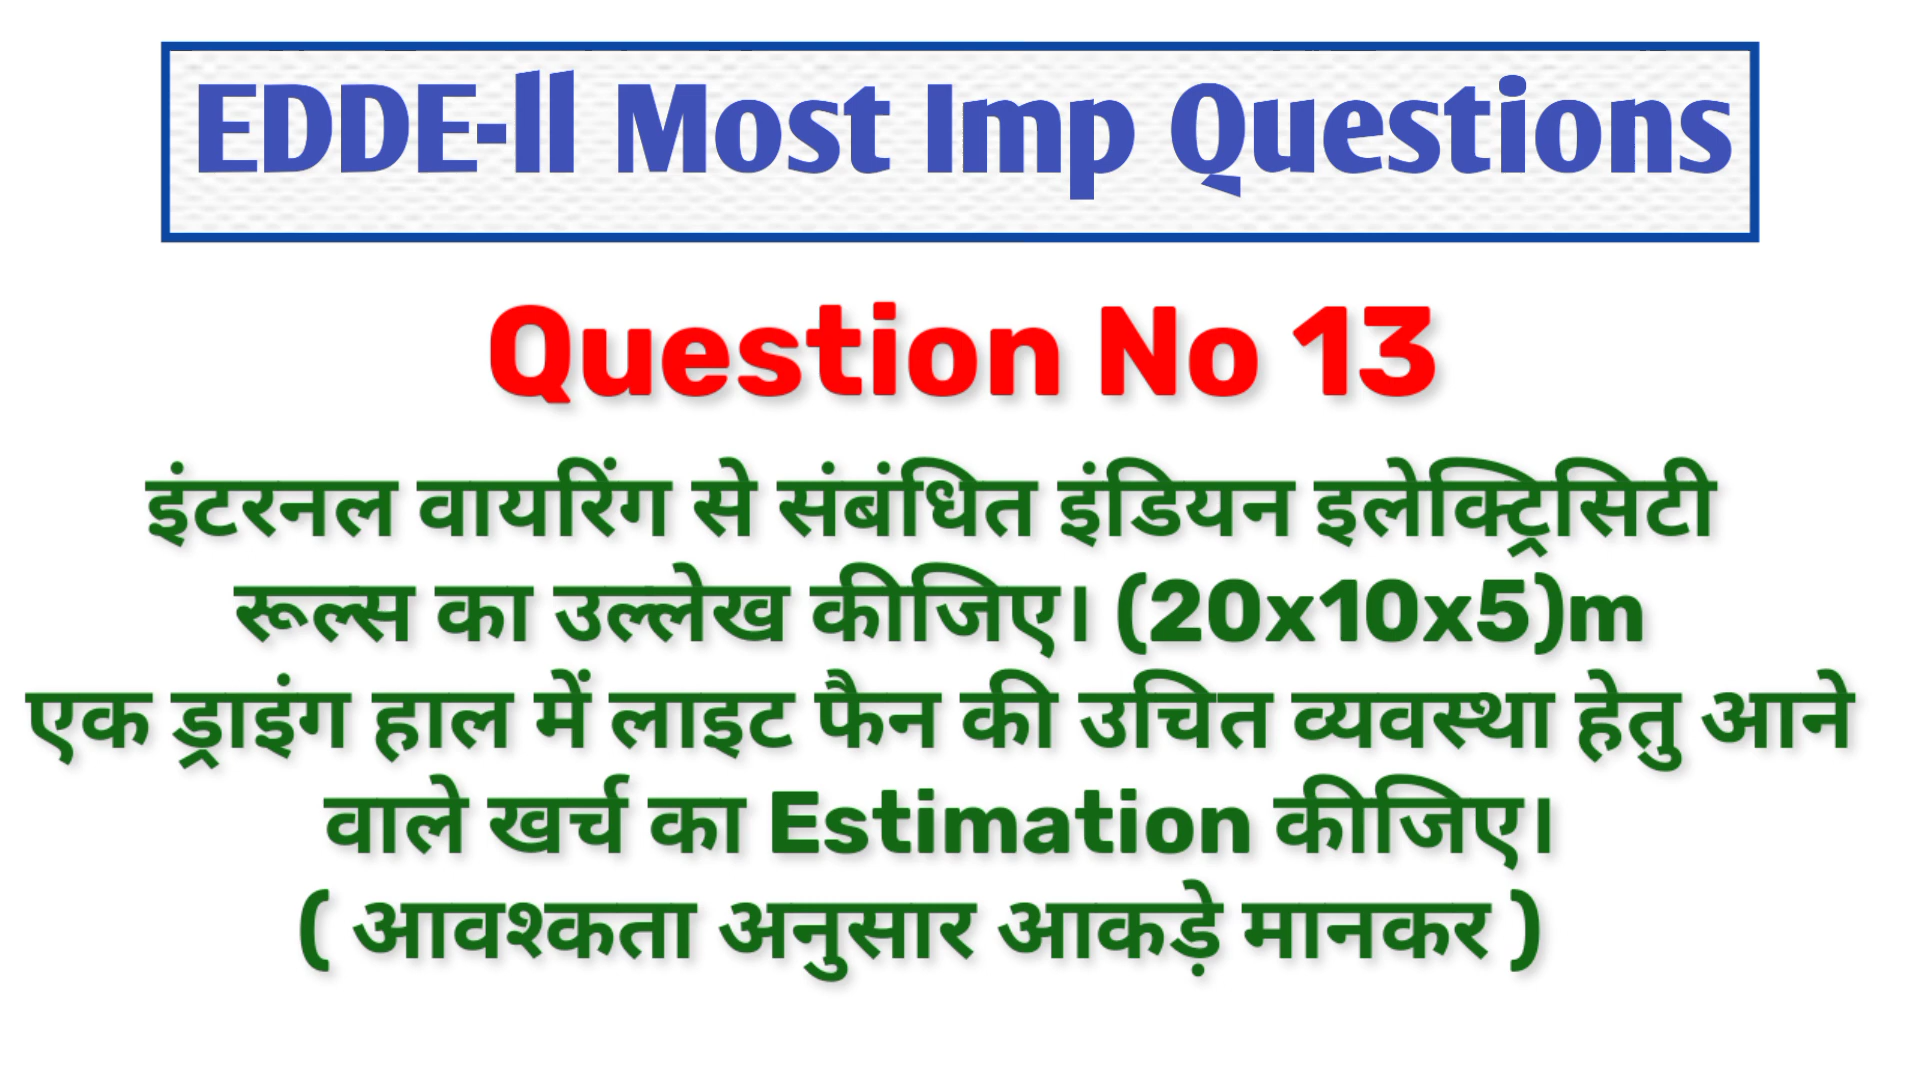 EDDE-ll Most Imp Questions
Question No 13
इंटरनल वायरिंग से संबंधित इंडियन इलेक्ट्रिसिटी
रूल्स का उल्लेख कीजिए। (20x10x5)m
एक ड्राइंग हाल में लाइट फैन की उचित व्यवस्था हेतु आने
वाले खर्च का Estimation कीजिए।
( आवश्कता अनुसार आकड़े मानकर )